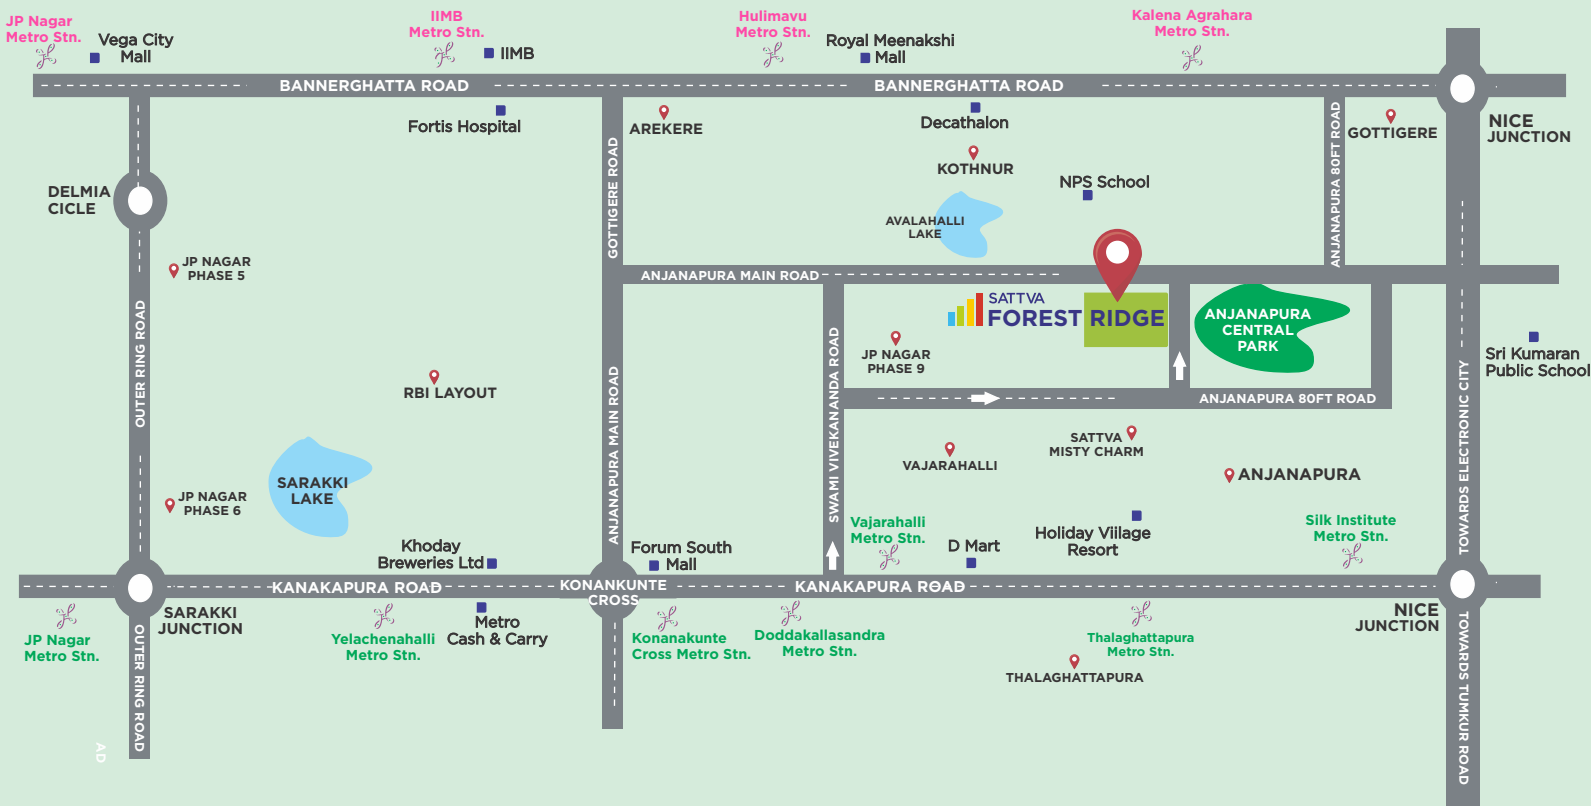 JP Nagar
Metro Stn.
Vega City
Mall
IIMB
Metro Stn.
IIMB
Hulimavu
Metro Stn.
Royal Meenakshi
Mall
Kalena Agrahara
Metro Stn.
BANNERGHATTA ROAD
BANNERGHATTA ROAD
Fortis Hospital
AREKERE
Decathalon
GOTTIGERE
NICE
JUNCTION
KOTHNUR
NPS School
DELMIA
CICLE
GOTTIGERE ROAD
ANJANAPURA 80FT ROAD
AVALAHALLI
LAKE
JP NAGAR
PHASE 5
ANJANAPURA MAIN ROAD
SATTVA
FOREST RIDGE
ANJANAPURA
CENTRAL
PARK
OUTER RING ROAD
JP NAGAR
PHASE 9
Sri Kumaran
Public School
RBI LAYOUT
ANJANAPURA MAIN ROAD
SWAMI VIVEKANANDA ROAD
ANJANAPURA 80FT ROAD
TOWARDS ELECTRONIC CITY
SATTVA
MISTY CHARM
VAJARAHALLI
ANJANAPURA
SARAKKI
LAKE
JP NAGAR
PHASE 6
Vajarahalli
Metro Stn.
D Mart
Holiday Viilage
Resort
Silk Institute
Metro Stn.
Khoday
Breweries Ltd
Forum South
Mall
KANAKAPURA ROAD
KONANKUNTE
CROSS
KANAKAPURA ROAD
SARAKKI
JUNCTION
NICE
JUNCTION
JP Nagar
Metro Stn.
Yelachenahalli
Metro Stn.
Metro
Cash & Carry
Konanakunte
Cross Metro Stn.
Doddakallasandra
Metro Stn.
Thalaghattapura
Metro Stn.
THALAGHATTAPURA
OUTER RING ROAD
TOWARDS TUMKUR ROAD
AD